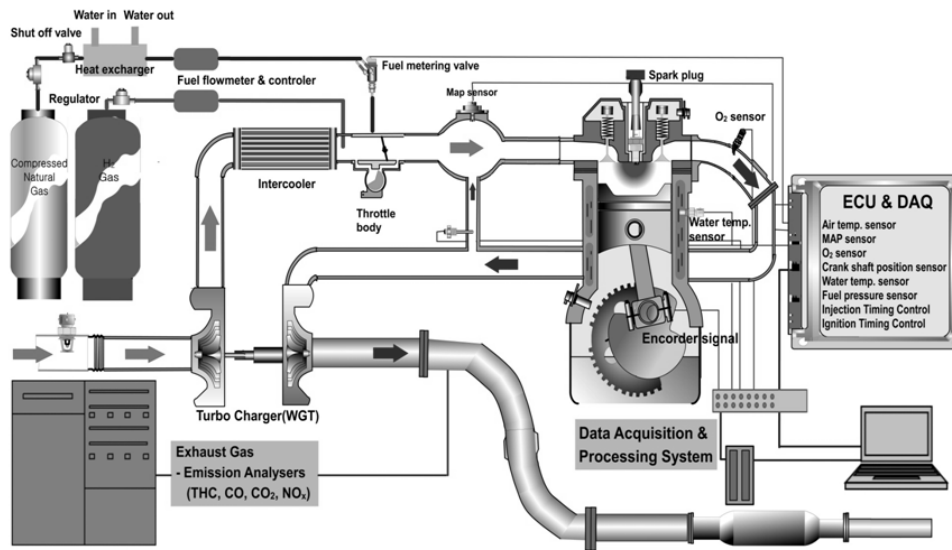 Water in
Water out
Shut off valve
Heat excharger
Fuel flowmeter & controler
Regulator
Compressed
Natural
Gas
H₂
Gas
Fuel metering valve
Map sensor
Spark plug
O₂ sensor
Intercooler
Throttle
body
Water temp.
sensor
ECU & DAQ
Air temp. sensor
MAP sensor
O₂ sensor
Crank shaft position sensor
Water temp. sensor
Fuel pressure sensor
Injection Timing Control
Ignition Timing Control
Encorder signal
Turbo Charger(WGT)
Exhaust Gas
- Emission Analysers
(THC, CO, CO₂, NOₓ)
Data Acquisition &
Processing System